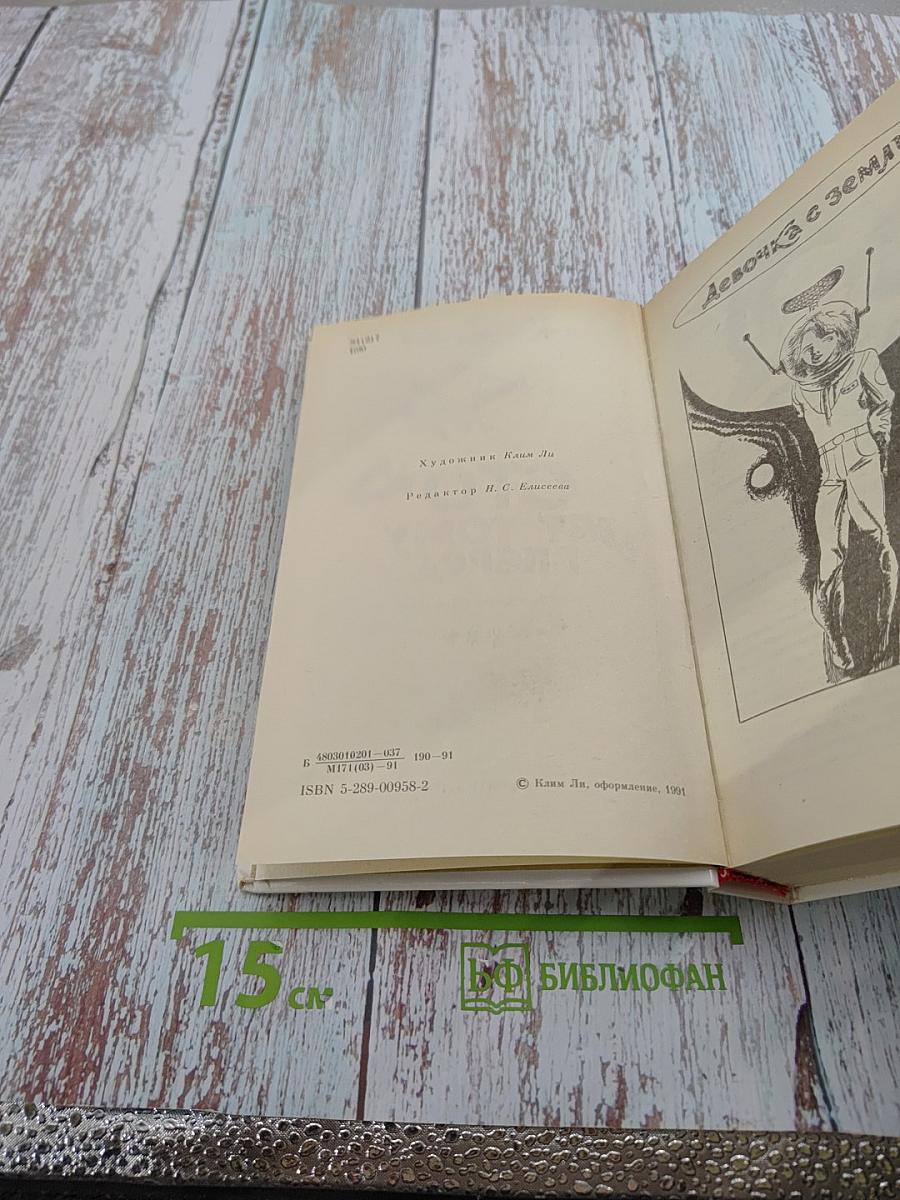 Художник Клим Ли
Редактор Н. С. Елисеева
Б 4803010201—037
М171(03)—91
190—91
ISBN 5-289-00958-2
© Клим Ли, оформление, 1991
Девочка с Земли
15 см
БФ БИБЛИОФАН